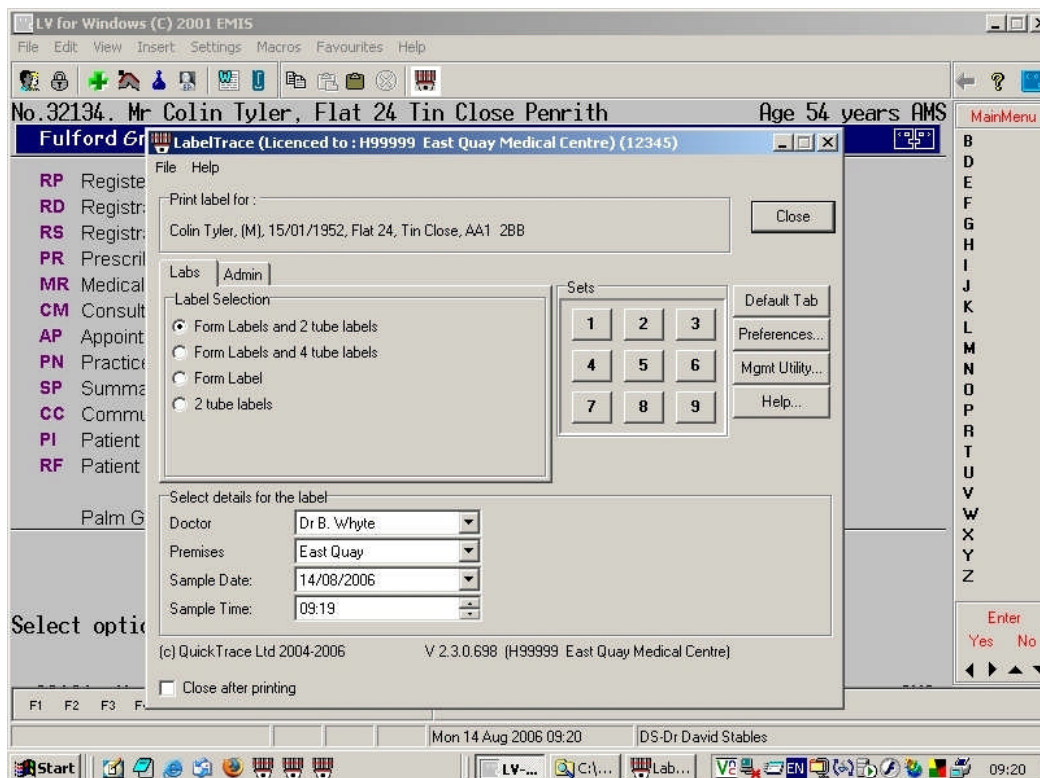 LV for Windows (C) 2001 EMIS
File Edit View Insert Settings Macros Favourites Help
No.32134. Mr Colin Tyler, Flat 24 Tin Close Penrith Age 54 years AMS
Fulford Gr
RP Registe
RD Registr
RS Registr
PR Prescri
MR Medical
CM Consult
AP Appoint
PN Practice
SP Summa
CC Commu
PI Patient
RF Patient
Palm G
Select optio
F1 F2 F3
LabelTrace (Licenced to : H99999 East Quay Medical Centre) (12345)
File Help
Print label for :
Colin Tyler, (M), 15/01/1952, Flat 24, Tin Close, AA1 2BB
Close
Labs Admin
Label Selection
Form Labels and 2 tube labels
Form Labels and 4 tube labels
Form Label
2 tube labels
Sets
1 2 3
4 5 6
7 8 9
Default Tab
Preferences...
Mgmt Utility...
Help...
Select details for the label
Doctor Dr B. Whyte
Premises East Quay
Sample Date: 14/08/2006
Sample Time: 09:19
(c) QuickTrace Ltd 2004-2006 V 2.3.0.698 (H99999 East Quay Medical Centre)
Close after printing
MainMenu
B
D
E
F
G
H
I
J
K
L
M
N
O
P
R
T
U
V
W
X
Y
Z
Enter
Yes No
Mon 14 Aug 2006 09:20 DS-Dr David Stables
Start LV-... C:\... Lab... EN 09:20